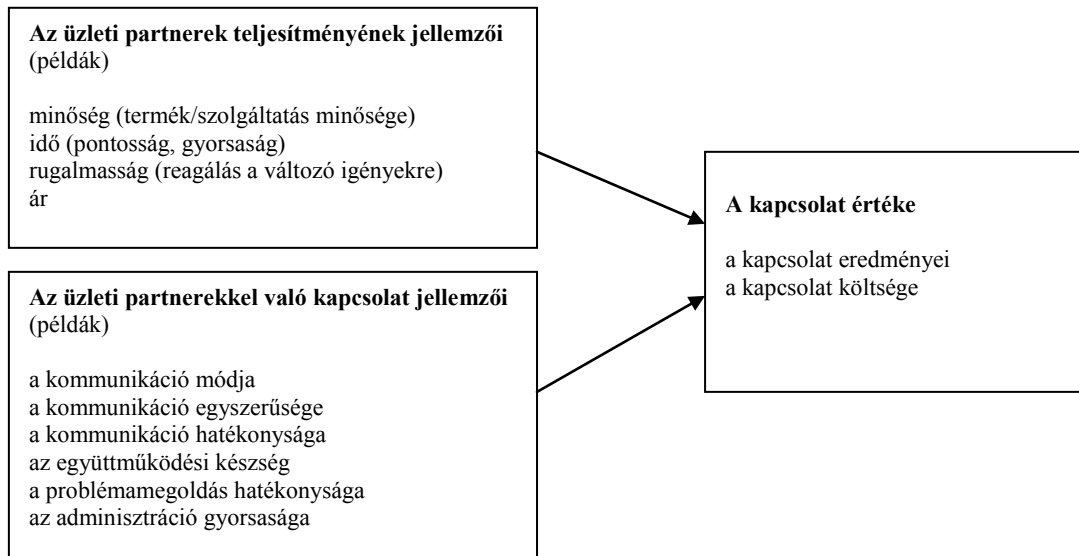 Az üzleti partnerek teljesítményének jellemzői
(példák)
minőség (termék/szolgáltatás minősége)
idő (pontosság, gyorsaság)
rugalmasság (reagálás a változó igényekre)
ár
Az üzleti partnerekkel való kapcsolat jellemzői
(példák)
a kommunikáció módja
a kommunikáció egyszerűsége
a kommunikáció hatékonysága
az együttműködési készség
a problémamegoldás hatékonysága
az adminisztráció gyorsasága
A kapcsolat értéke
a kapcsolat eredményei
a kapcsolat költsége